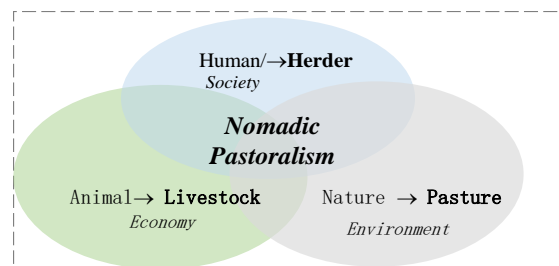 Human/→Herder
Society
Nomadic
Pastoralism
Animal→ Livestock
Economy
Nature → Pasture
Environment